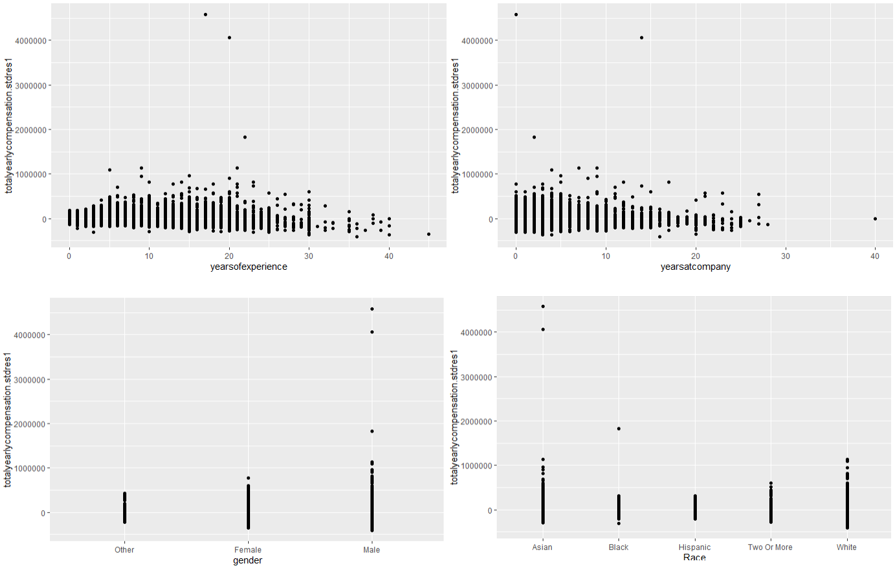 totalyearlycompensation.stdres1
4000000
3000000
2000000
1000000
0
0 10 20 30 40
yearsofexperience
totalyearlycompensation.stdres1
4000000
3000000
2000000
1000000
0
0 10 20 30 40
yearsatcompany
totalyearlycompensation.stdres1
4000000
3000000
2000000
1000000
0
Other Female Male
gender
totalyearlycompensation.stdres1
4000000
3000000
2000000
1000000
0
Asian Black Hispanic Two Or More White
Race